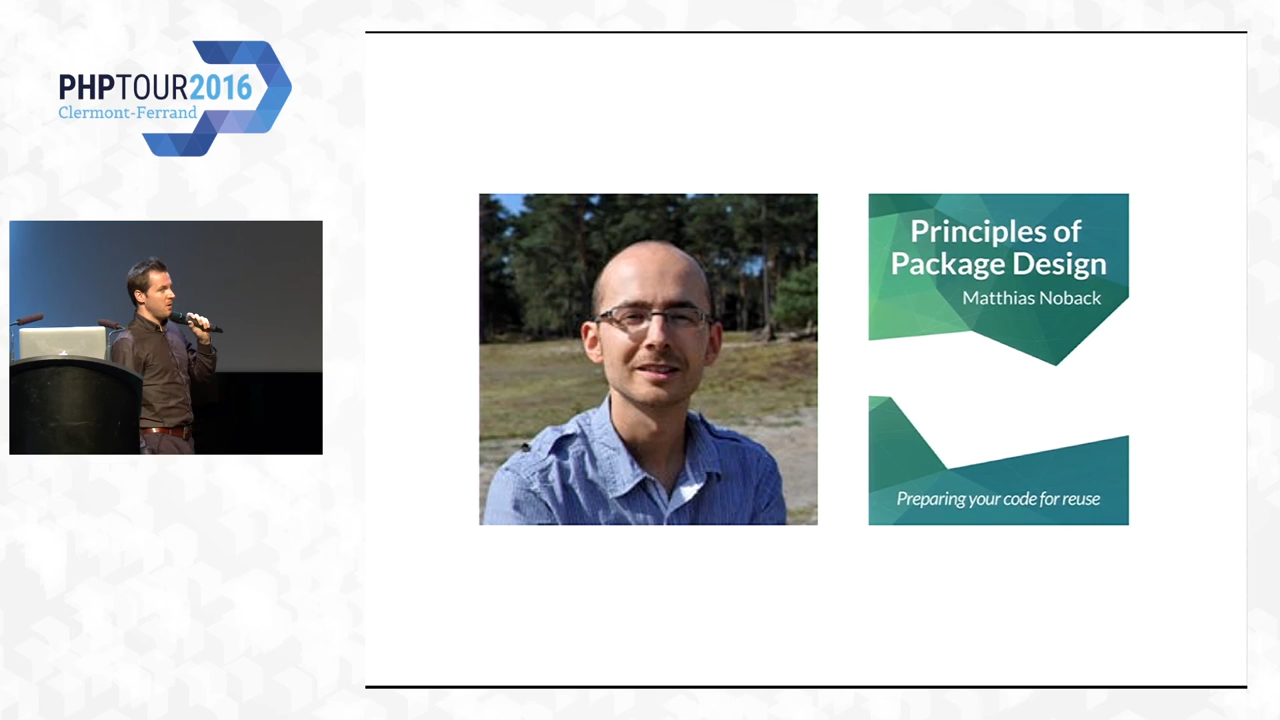 PHPTOUR2016
Clermont-Ferrand
Principles of
Package Design
Matthias Noback
Preparing your code for reuse